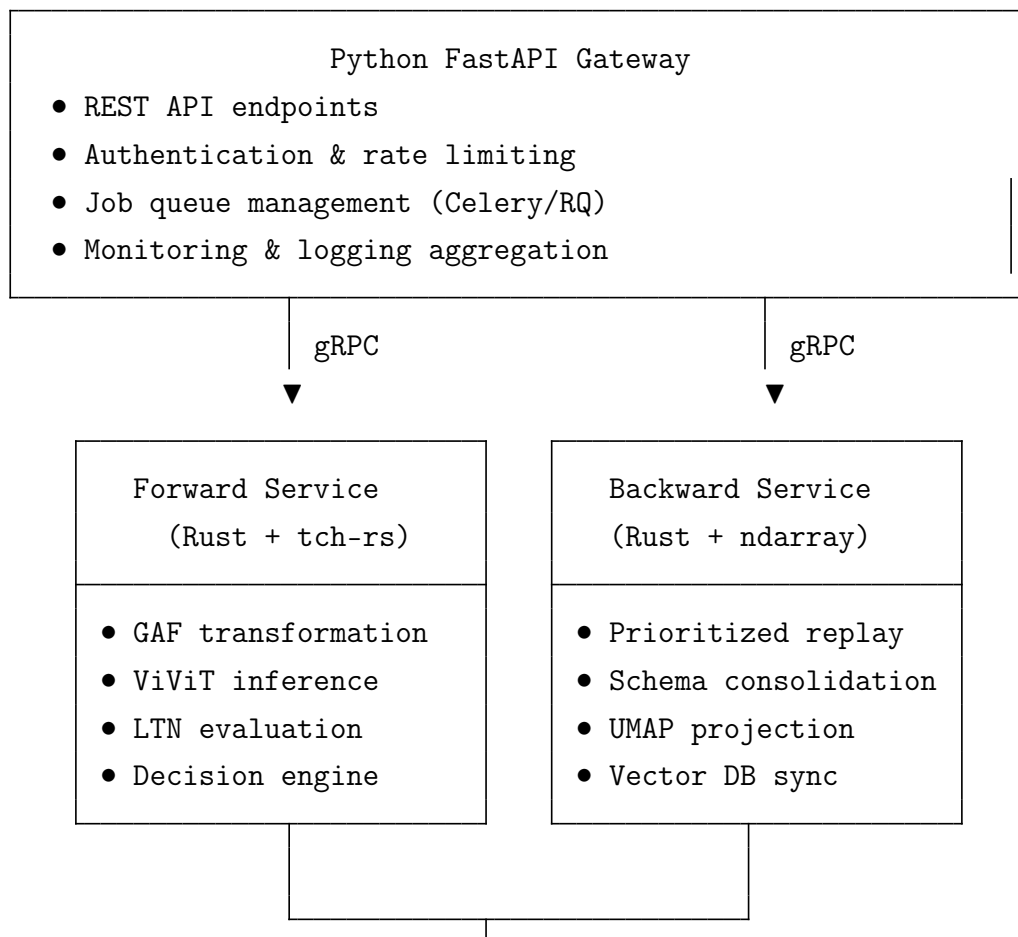 Python FastAPI Gateway
• REST API endpoints
• Authentication & rate limiting
• Job queue management (Celery/RQ)
• Monitoring & logging aggregation
gRPC
gRPC
Forward Service
(Rust + tch-rs)
• GAF transformation
• ViViT inference
• LTN evaluation
• Decision engine
Backward Service
(Rust + ndarray)
• Prioritized replay
• Schema consolidation
• UMAP projection
• Vector DB sync